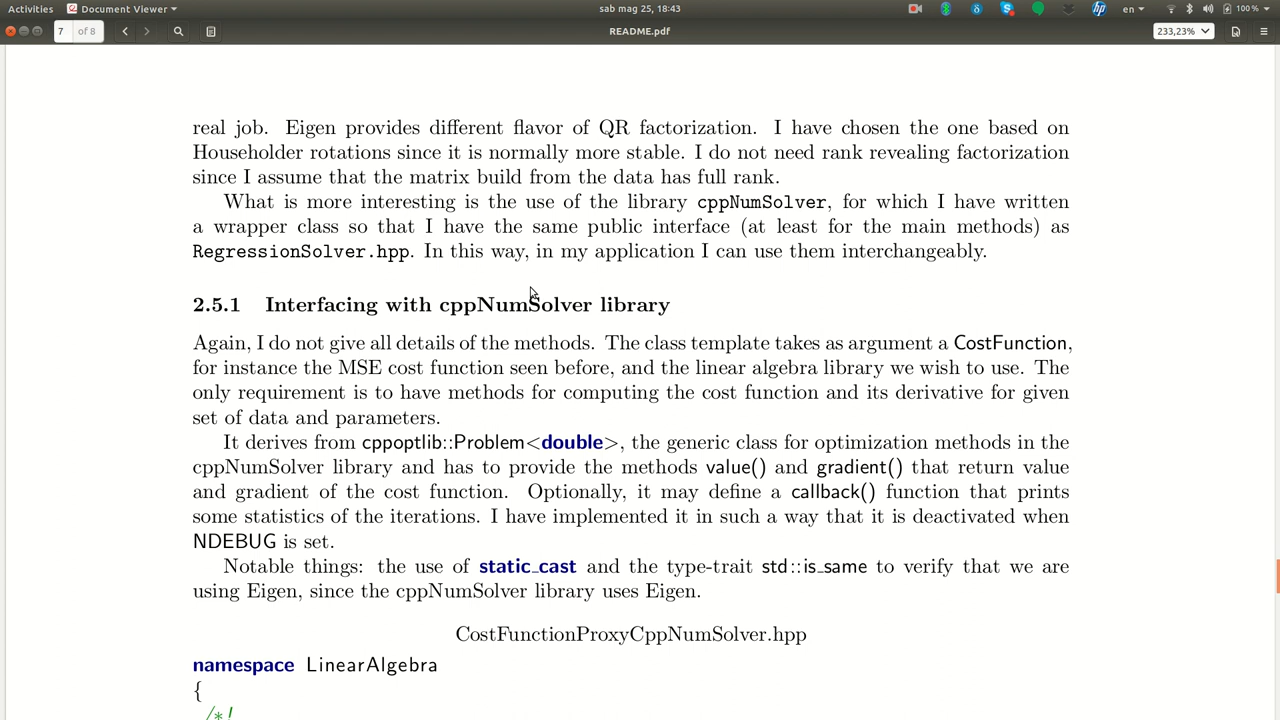 Activities Document Viewer sab mag 25, 18:43 en 100 %
7 of 8 README.pdf 233,23%
real job. Eigen provides different flavor of QR factorization. I have chosen the one based on
Householder rotations since it is normally more stable. I do not need rank revealing factorization
since I assume that the matrix build from the data has full rank.
What is more interesting is the use of the library cppNumSolver, for which I have written
a wrapper class so that I have the same public interface (at least for the main methods) as
RegressionSolver.hpp. In this way, in my application I can use them interchangeably.
2.5.1 Interfacing with cppNumSolver library
Again, I do not give all details of the methods. The class template takes as argument a CostFunction,
for instance the MSE cost function seen before, and the linear algebra library we wish to use. The
only requirement is to have methods for computing the cost function and its derivative for given
set of data and parameters.
It derives from cppoptlib::Problem<double>, the generic class for optimization methods in the
cppNumSolver library and has to provide the methods value() and gradient() that return value
and gradient of the cost function. Optionally, it may define a callback() function that prints
some statistics of the iterations. I have implemented it in such a way that it is deactivated when
NDEBUG is set.
Notable things: the use of static_cast and the type-trait std::is_same to verify that we are
using Eigen, since the cppNumSolver library uses Eigen.
CostFunctionProxyCppNumSolver.hpp
namespace LinearAlgebra
{
/*!